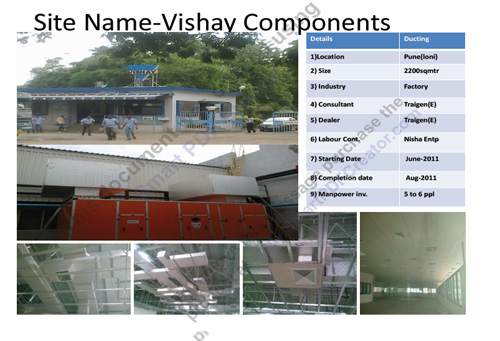 Site Name-Vishay Components
Details Ducting
1)Location Pune(loni)
2) Size 2200sqmtr
3) Industry Factory
4) Consultant Traigen(E)
5) Dealer Traigen(E)
6) Labour Cont. Nisha Entp
7) Starting Date June-2011
8) Completion date Aug-2011
9) Manpower inv. 5 to 6 ppl